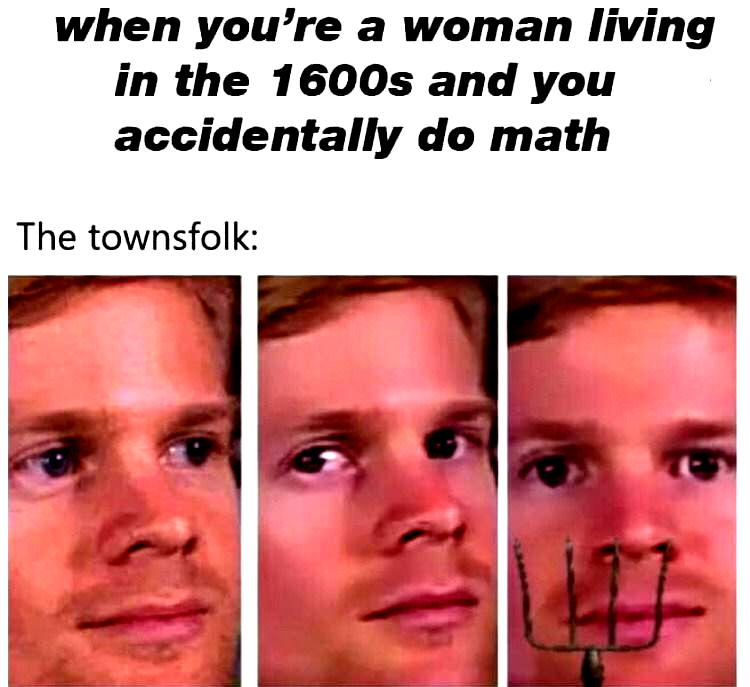 when you’re a woman living
in the 1600s and you
accidentally do math
The townsfolk: